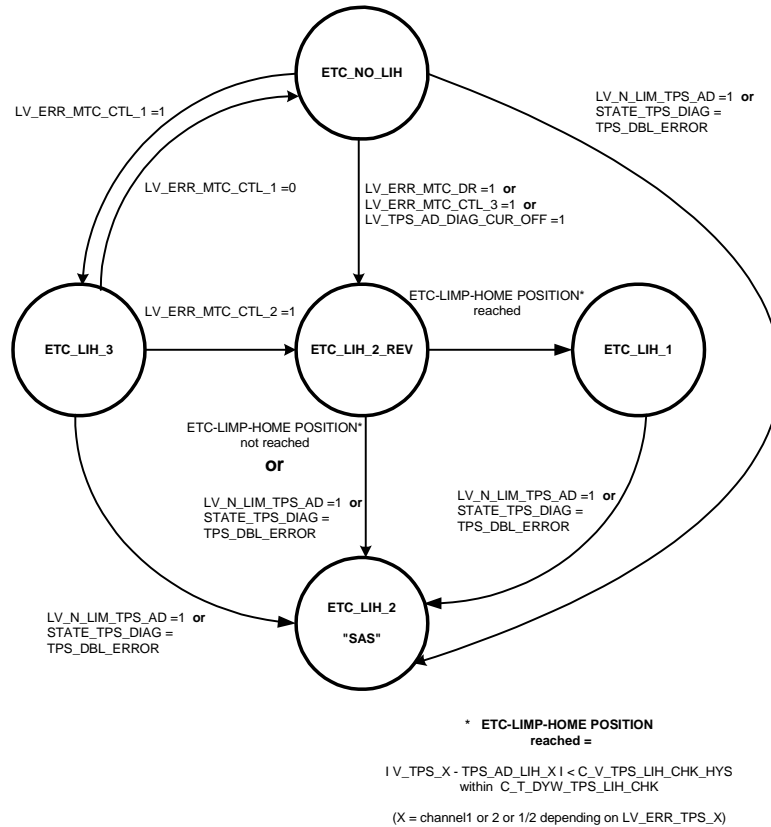 ETC_NO_LIH
LV_N_LIM_TPS_AD =1 or
STATE_TPS_DIAG =
TPS_DBL_ERROR
LV_ERR_MTC_CTL_1 =1
LV_ERR_MTC_CTL_1 =0
LV_ERR_MTC_DR =1 or
LV_ERR_MTC_CTL_3 =1 or
LV_TPS_AD_DIAG_CUR_OFF =1
ETC_LIH_3
LV_ERR_MTC_CTL_2 =1
ETC_LIH_2_REV
ETC-LIMP-HOME POSITION*
reached
ETC_LIH_1
ETC-LIMP-HOME POSITION*
not reached
or
LV_N_LIM_TPS_AD =1 or
STATE_TPS_DIAG =
TPS_DBL_ERROR
LV_N_LIM_TPS_AD =1 or
STATE_TPS_DIAG =
TPS_DBL_ERROR
LV_N_LIM_TPS_AD =1 or
STATE_TPS_DIAG =
TPS_DBL_ERROR
ETC_LIH_2
"SAS"
* ETC-LIMP-HOME POSITION
reached =
I V_TPS_X - TPS_AD_LIH_X I < C_V_TPS_LIH_CHK_HYS
within C_T_DYW_TPS_LIH_CHK
(X = channel1 or 2 or 1/2 depending on LV_ERR_TPS_X)